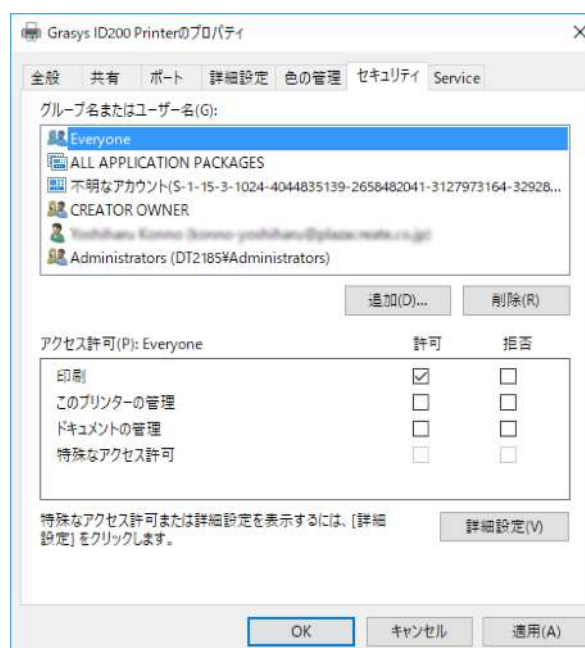 Grasys ID200 Printerのプロパティ
全般 共有 ポート 詳細設定 色の管理 セキュリティ Service
グループ名またはユーザー名(G):
Everyone
ALL APPLICATION PACKAGES
不明なアカウント(S-1-15-3-1024-4044835139-2658482041-3127973164-32928...
CREATOR OWNER
Administrators (DT2185¥Administrators)
追加(D)... 削除(R)
アクセス許可(P): Everyone 許可 拒否
印刷
このプリンターの管理
ドキュメントの管理
特殊なアクセス許可
特殊なアクセス許可または詳細設定を表示するには、[詳細
設定] をクリックします。
詳細設定(V)
OK キャンセル 適用(A)